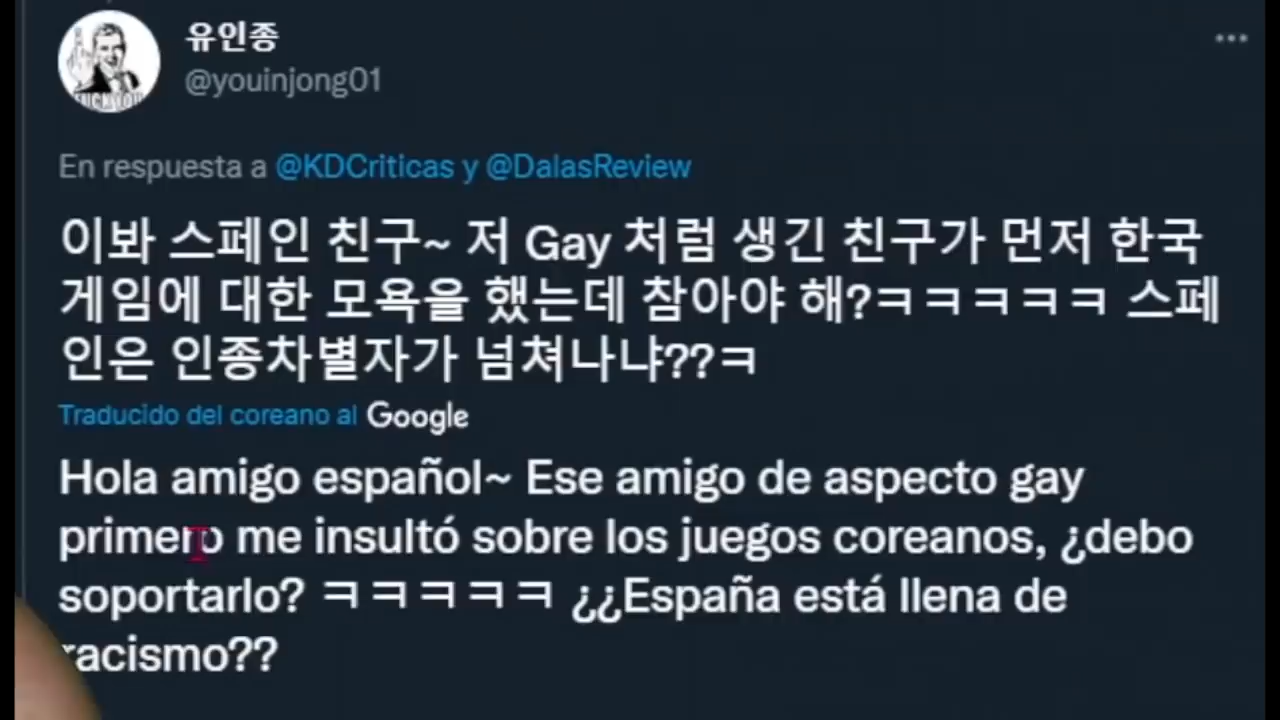 유인종
@youinjong01
En respuesta a @KDCriticas y @DalasReview
이봐 스페인 친구~ 저 Gay 처럼 생긴 친구가 먼저 한국
게임에 대한 모욕을 했는데 참아야 해?ㅋㅋㅋㅋㅋ 스페
인은 인종차별자가 넘쳐나냐??ㅋ
Traducido del coreano al Google
Hola amigo español~ Ese amigo de aspecto gay
primero me insultó sobre los juegos coreanos, ¿debo
soportarlo? ㅋㅋㅋㅋㅋ ¿¿España está llena de
racismo??